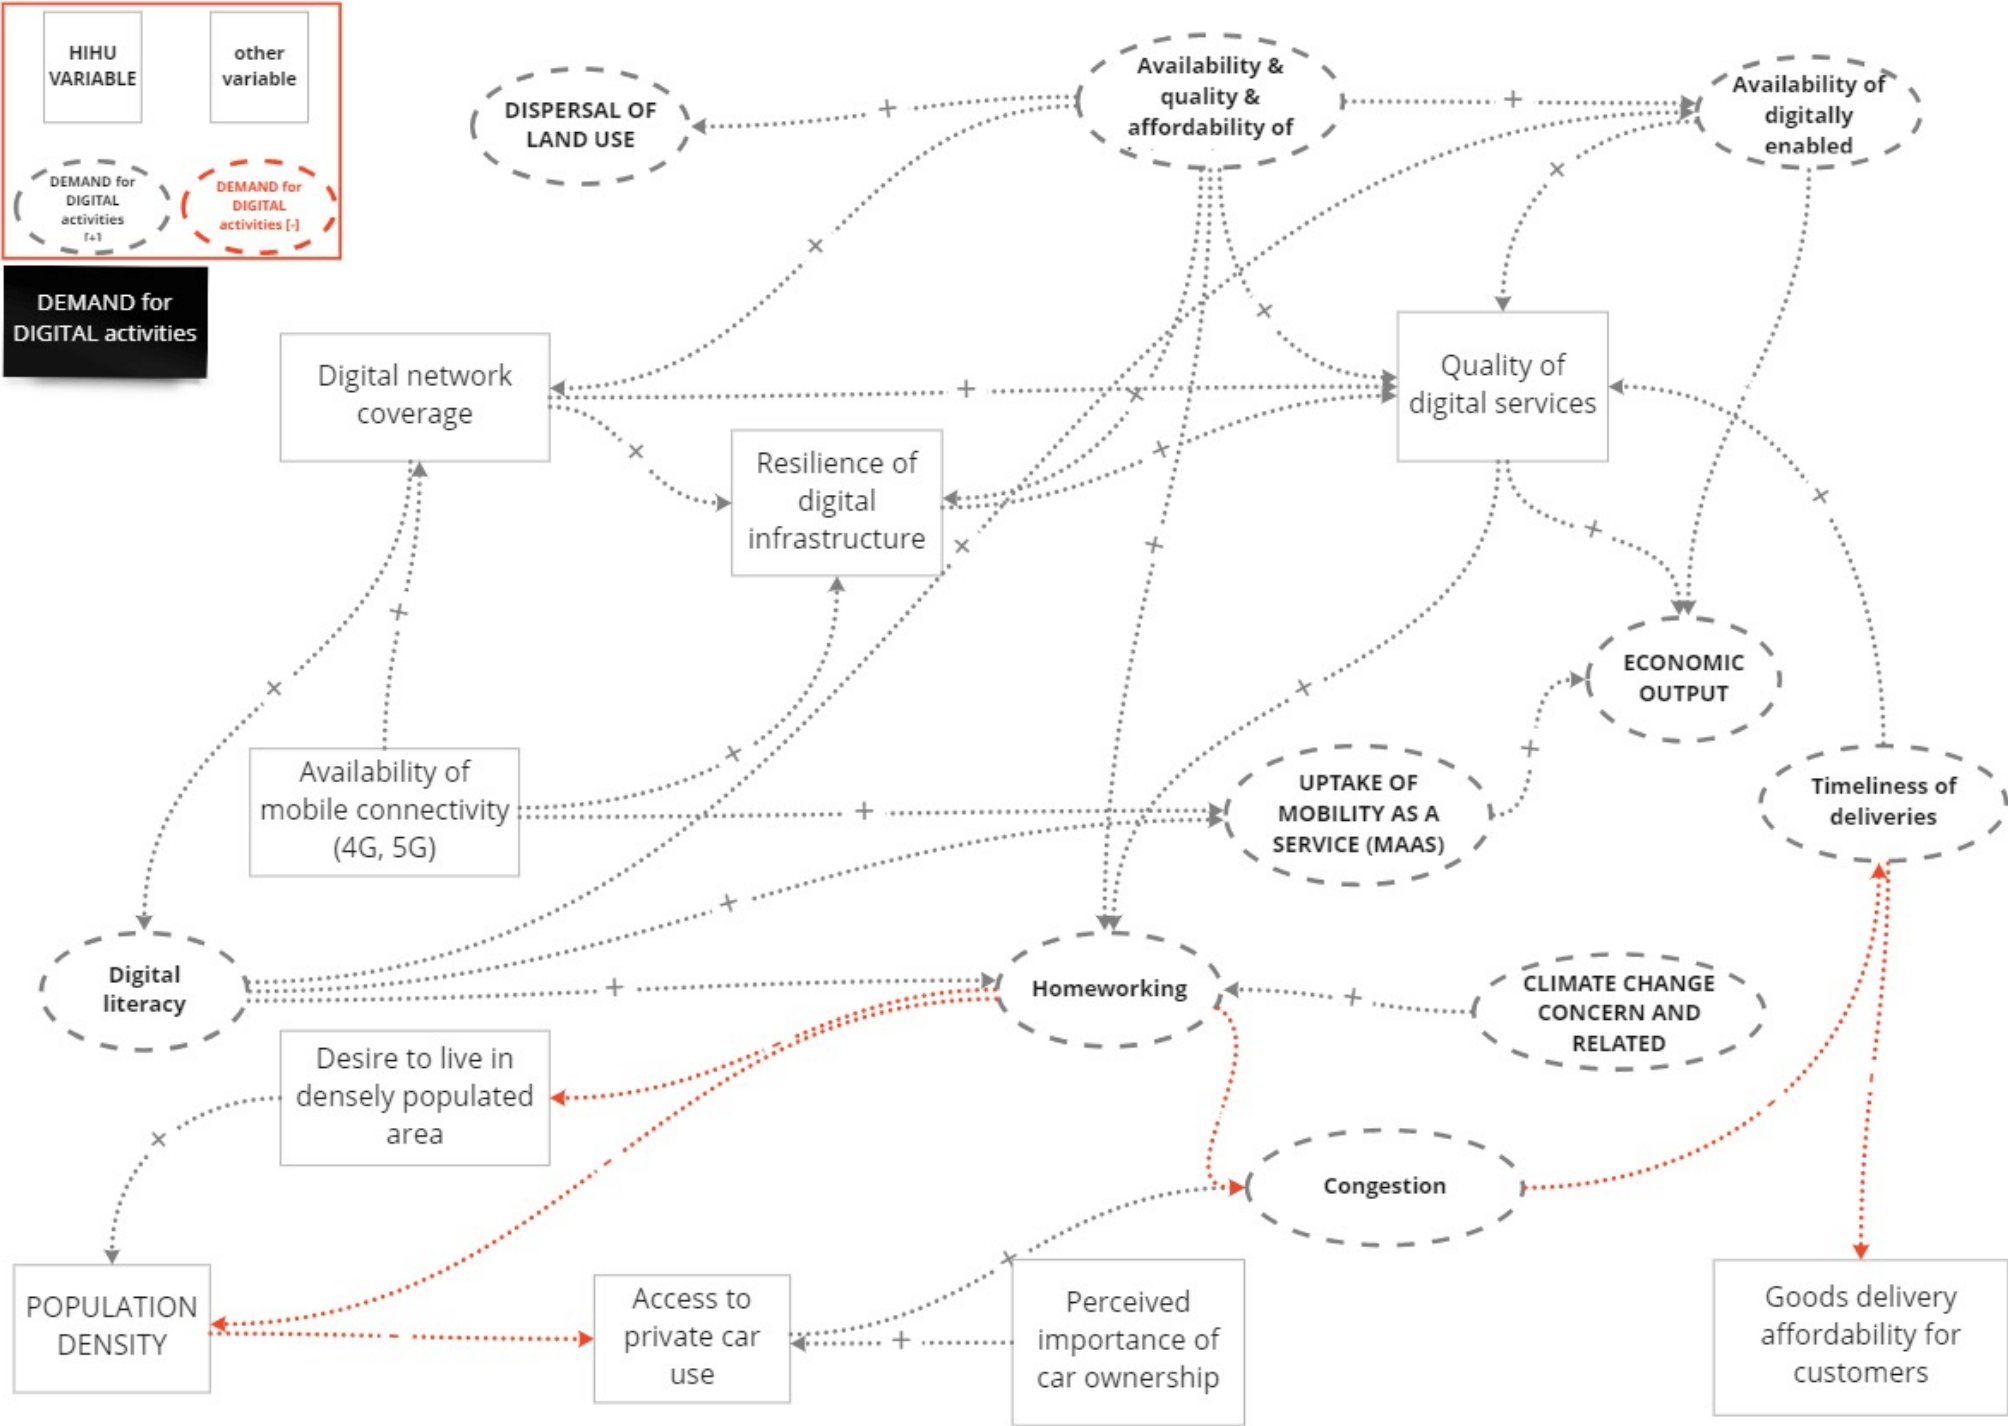 HIHU
VARIABLE
other
variable
DEMAND for
DIGITAL
activities
[+]
DEMAND for
DIGITAL
activities [-]
DEMAND for
DIGITAL activities
DISPERSAL OF
LAND USE
Availability &
quality &
affordability of
Availability of
digitally
enabled
Digital network
coverage
Resilience of
digital
infrastructure
Quality of
digital services
ECONOMIC
OUTPUT
Availability of
mobile connectivity
(4G, 5G)
UPTAKE OF
MOBILITY AS A
SERVICE (MAAS)
Timeliness of
deliveries
Digital
literacy
Homeworking
CLIMATE CHANGE
CONCERN AND
RELATED
Desire to live in
densely populated
area
Congestion
POPULATION
DENSITY
Access to
private car
use
Perceived
importance of
car ownership
Goods delivery
affordability for
customers